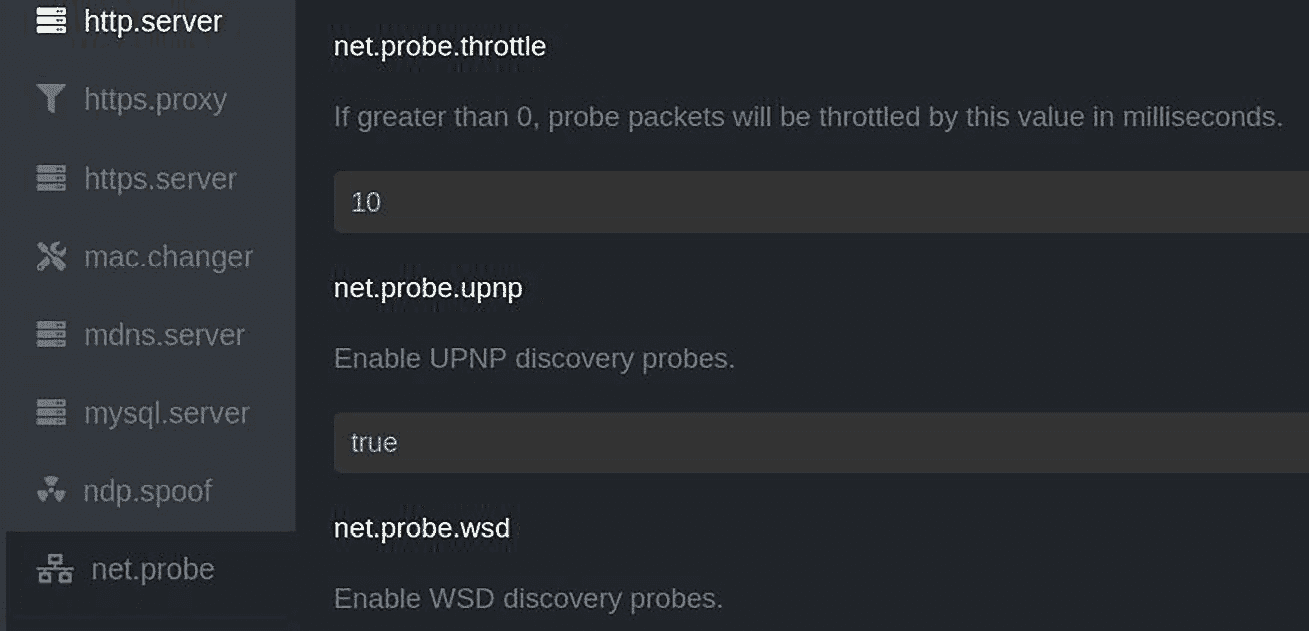 http.server
https.proxy
https.server
mac.changer
mdns.server
mysql.server
ndp.spoof
net.probe
net.probe.throttle
If greater than 0, probe packets will be throttled by this value in milliseconds.
10
net.probe.upnp
Enable UPNP discovery probes.
true
net.probe.wsd
Enable WSD discovery probes.